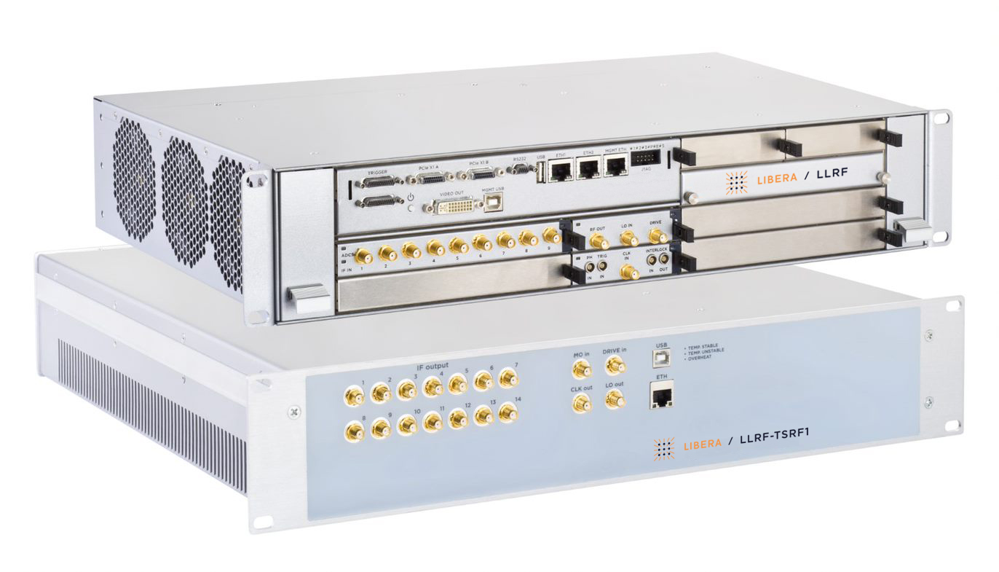 TRIGGER
PCIe X1 A
PCIe X1 B
RS232
USB
ETH1
ETH2
MGMT ETH
JTAG
VIDEO OUT
MGMT USB
LIBERA / LLRF
ADCS
IF IN 1 2 3 4 5 6 7 8 9
RF OUT
LO IN
DRIVE
PM IN
TRIG IN
CLK IN
INTERLOCK
IN OUT
IF output
1 2 3 4 5 6 7
8 9 10 11 12 13 14
MO in
DRIVE in
CLK out
LO out
USB
• TEMP. STABLE
• TEMP. UNSTABLE
• OVERHEAT
ETH
LIBERA / LLRF-TSRF1